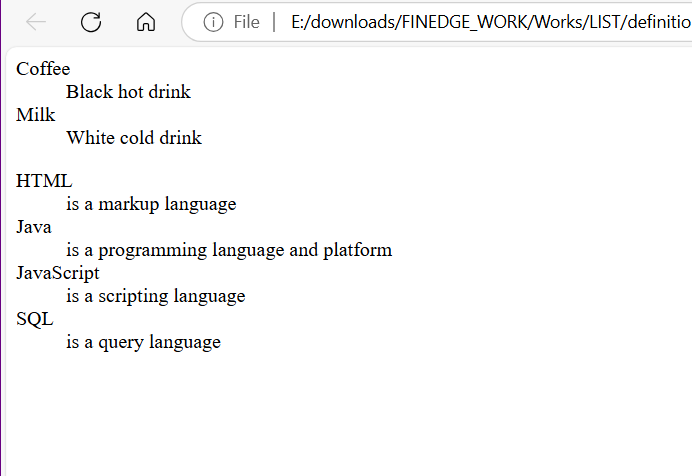 File | E:/downloads/FINEDGE_WORK/Works/LIST/definitio
Coffee
Black hot drink
Milk
White cold drink
HTML
is a markup language
Java
is a programming language and platform
JavaScript
is a scripting language
SQL
is a query language